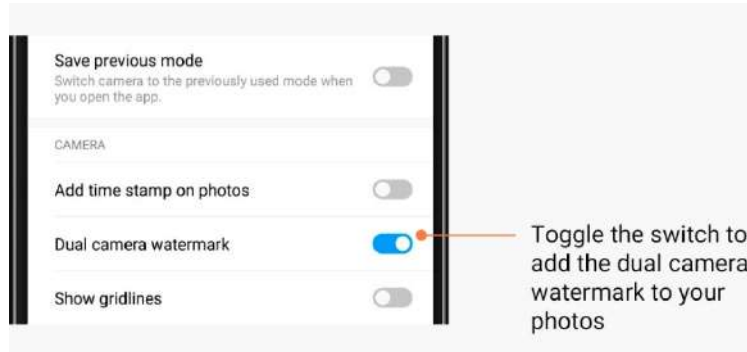 Save previous mode
Switch camera to the previously used mode when
you open the app.
CAMERA
Add time stamp on photos
Dual camera watermark
Show gridlines
Toggle the switch to
add the dual camera
watermark to your
photos